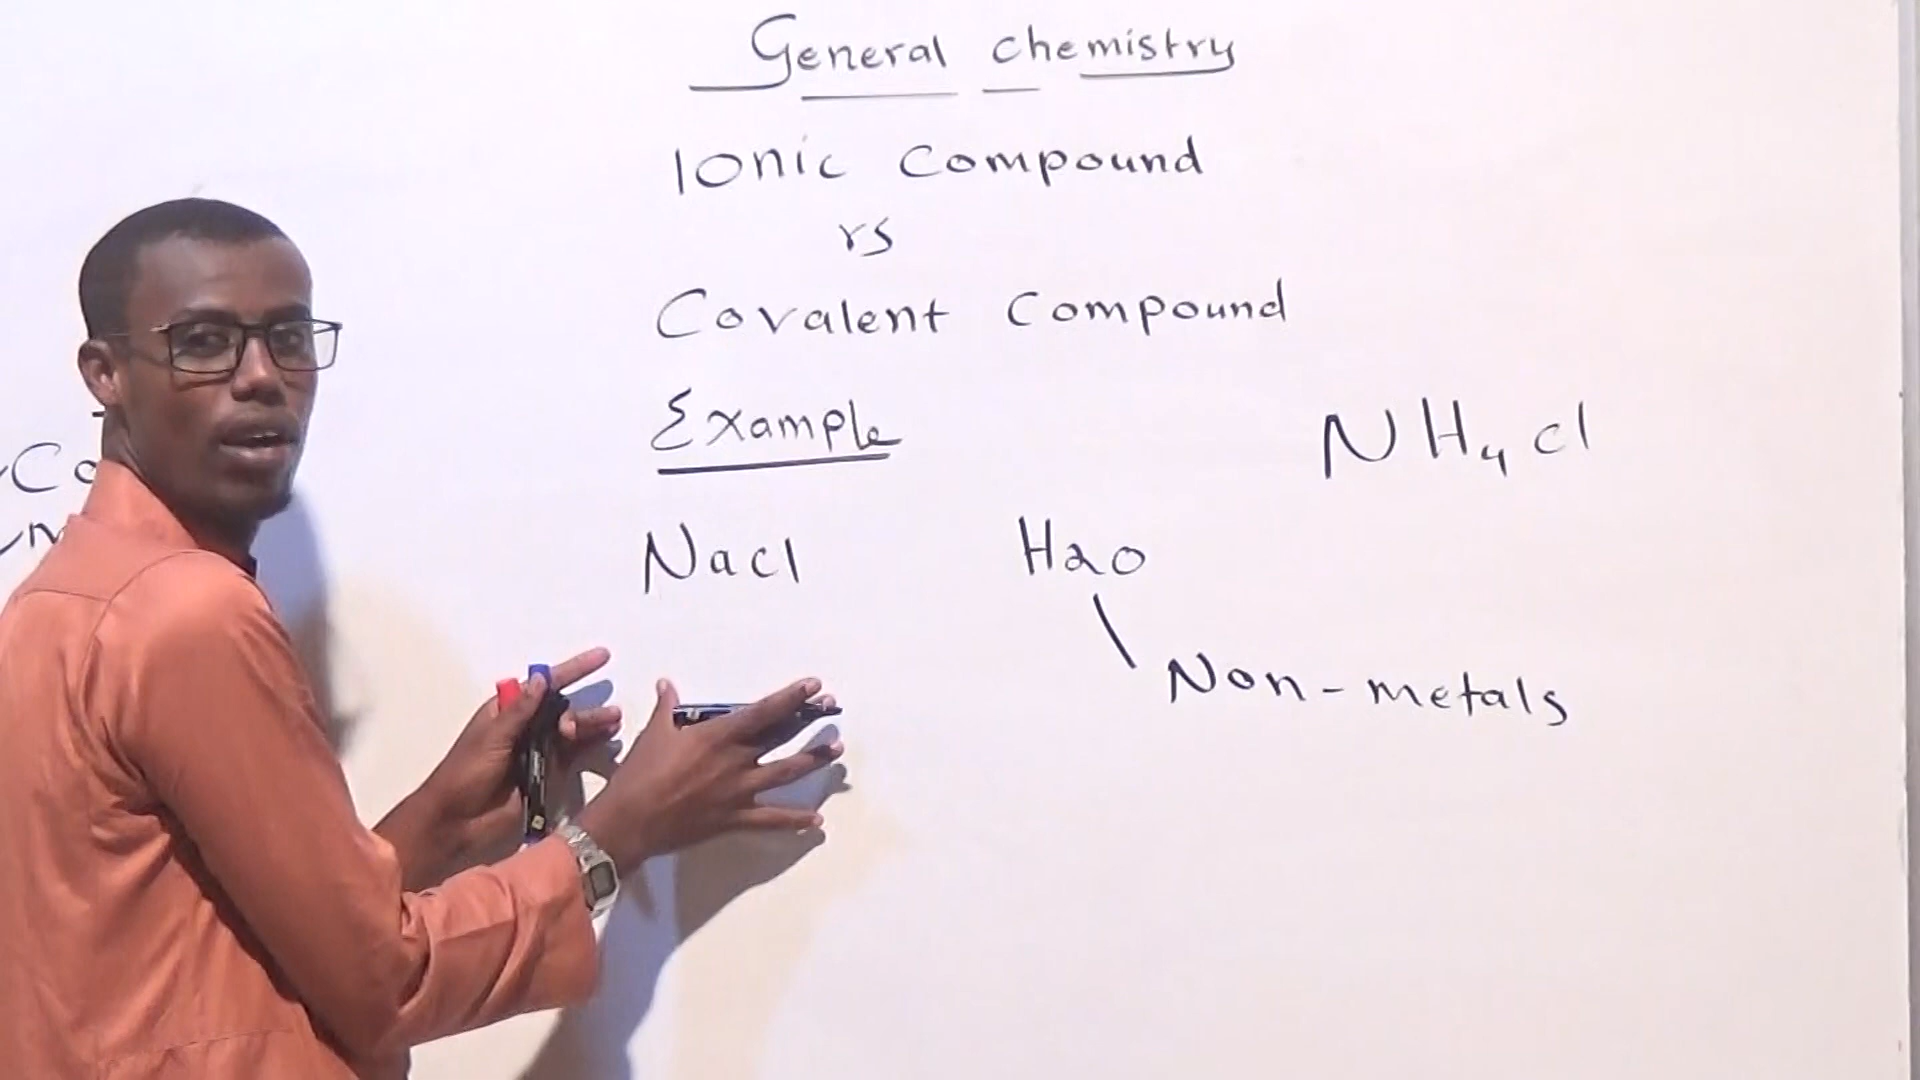 General chemistry
Ionic Compound
vs
Covalent Compound
Example
NH4Cl
Nacl
H2O
Non-metals